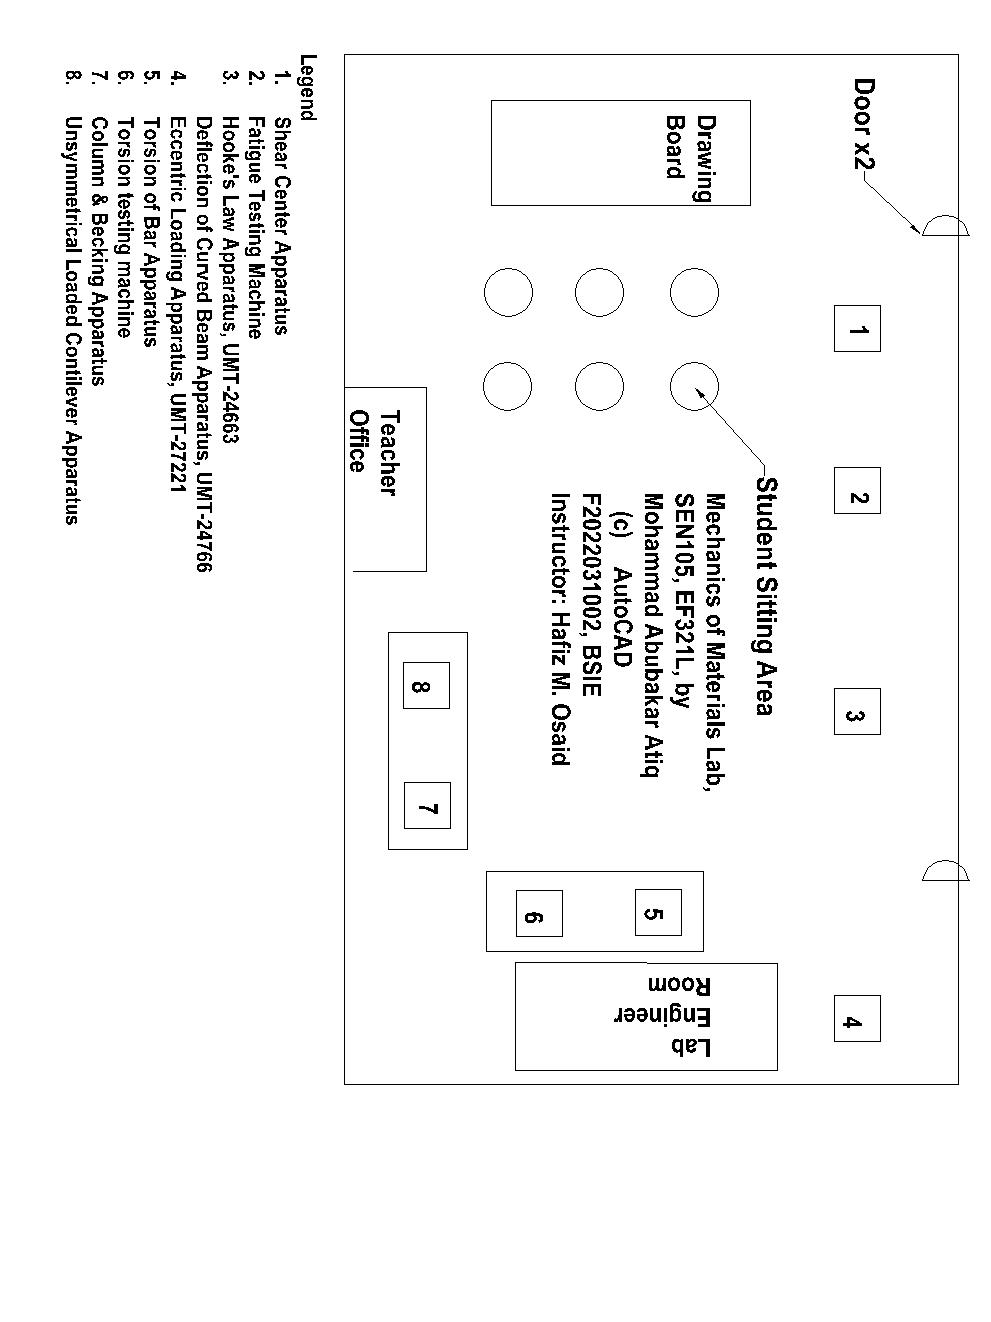 Door x2
Drawing
Board
1
2
3
4
Student Sitting Area
Mechanics of Materials Lab,
SEN105, EF321L, by
Mohammad Abubakar Atiq
(c) AutoCAD
F2022031002, BSIE
Instructor: Hafiz M. Osaid
Teacher
Office
8
7
6
5
Lab
Engineer
Room
Legend
1. Shear Center Apparatus
2. Fatigue Testing Machine
3. Hooke's Law Apparatus, UMT-24663
Deflection of Curved Beam Apparatus, UMT-24766
4. Eccentric Loading Apparatus, UMT-27221
5. Torsion of Bar Apparatus
6. Torsion testing machine
7. Column & Becking Apparatus
8. Unsymmetrical Loaded Contilever Apparatus